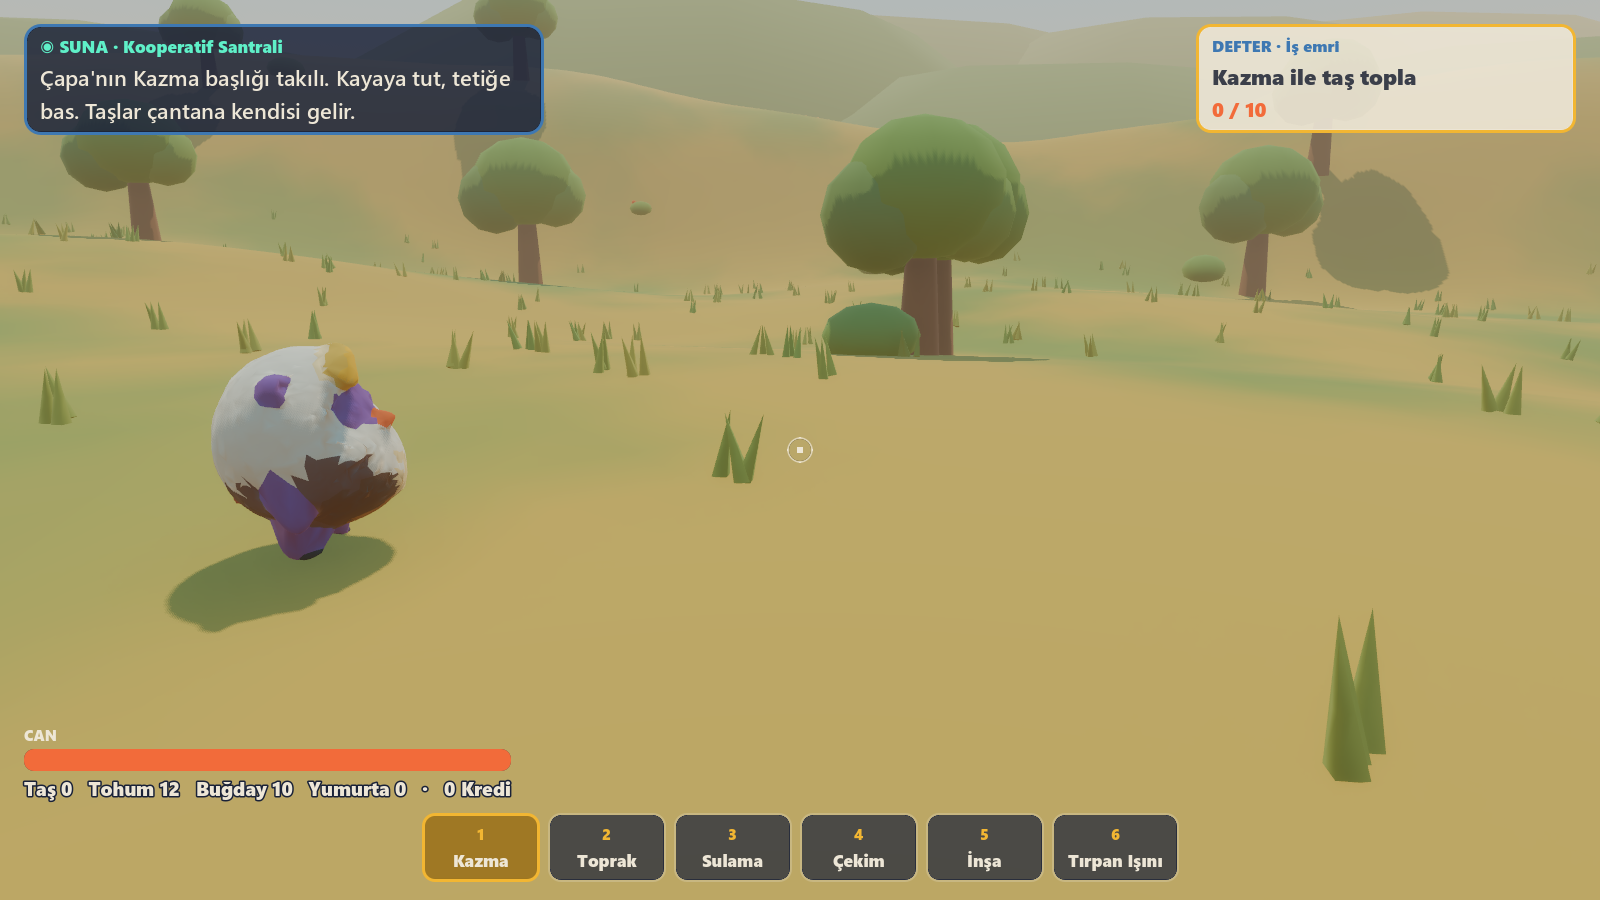 ◉ SUNA · Kooperatif Santrali
Çapa'nın Kazma başlığı takılı. Kayaya tut, tetiğe
bas. Taşlar çantana kendisi gelir.
DEFTER · İş emri
Kazma ile taş topla
0 / 10
CAN
Taş 0 Tohum 12 Buğday 10 Yumurta 0 · 0 Kredi
1 2 3 4 5 6
Kazma Toprak Sulama Çekim İnşa Tırpan Işını